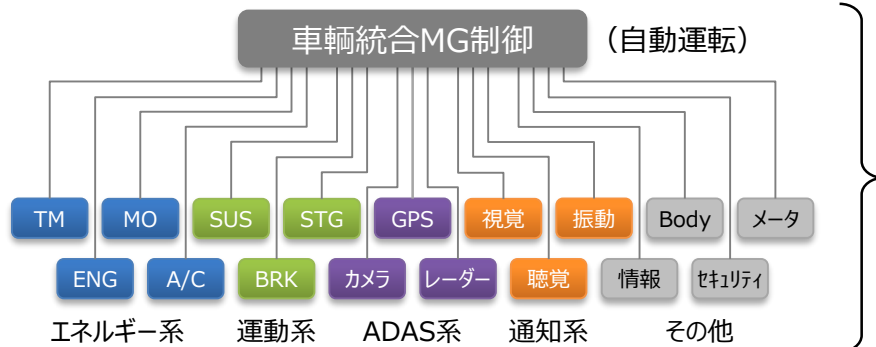 車輌統合MG制御
（自動運転）
TM
MO
SUS
STG
GPS
視覚
振動
Body
メータ
ENG
A/C
BRK
カメラ
レーダー
聴覚
情報
セキュリティ
エネルギー系
運動系
ADAS系
通知系
その他